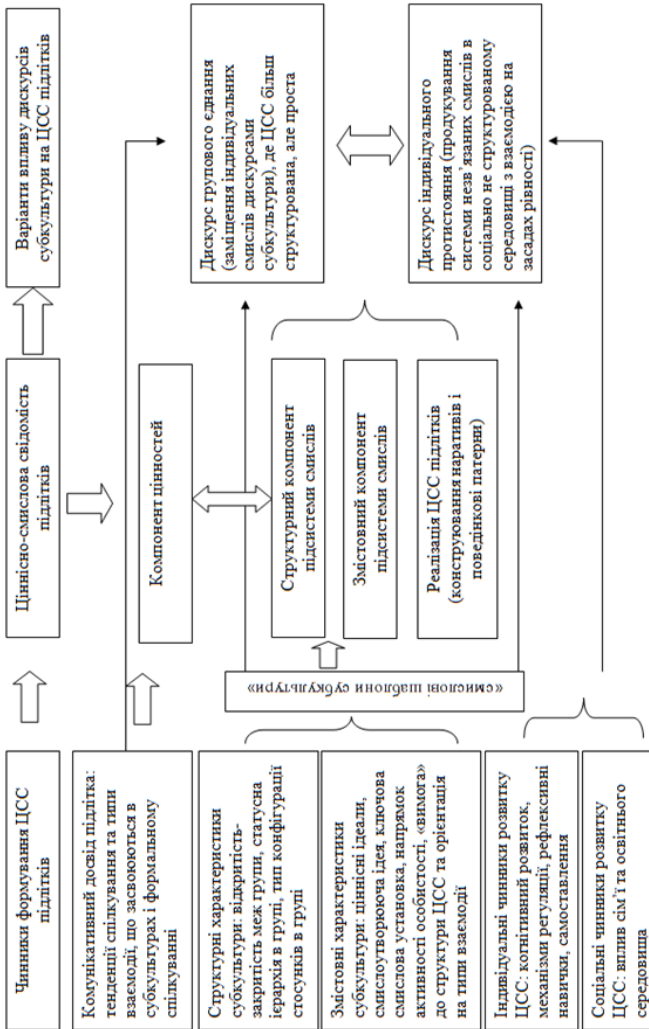 Чинники формування ЦСС
підлітків
Ціннісно-смислова свідомість
підлітків
Варіанти впливу дискурсів
субкультури на ЦСС підлітків
Комунікативний досвід підлітка:
тенденції спілкування та типи
взаємодії, що засвоюються в
субкультурах і формальному
спілкуванні
Структурні характеристики
субкультури: відкритість-
закритість меж групи, статусна
ієрархія в групі, тип конфігурації
стосунків в групі
Змістовні характеристики
субкультури: ціннісні ідеали,
смислоутворююча ідея, ключова
смислова установка, напрямок
активності особистості, «вимога»
до структури ЦСС та орієнтація
на типи взаємодії
Індивідуальні чинники розвитку
ЦСС: когнітивний розвиток,
механізми регуляції, рефлексивні
навички, самоставлення
Соціальні чинники розвитку
ЦСС: вплив сім’ї та освітнього
середовища
«смислові шаблони субкультури»
Компонент цінностей
Структурний компонент
підсистеми смислів
Змістовний компонент
підсистеми смислів
Реалізація ЦСС підлітків
(конструювання наративів і
поведінкові патерни)
Дискурс групового єднання
(заміщення індивідуальних
смислів дискурсами
субкультури), де ЦСС більш
структурована, але проста
Дискурс індивідуального
протистояння (продукування
системи незв’язаних смислів в
соціально не структурованому
середовищі з взаємодією на
засадах рівності)